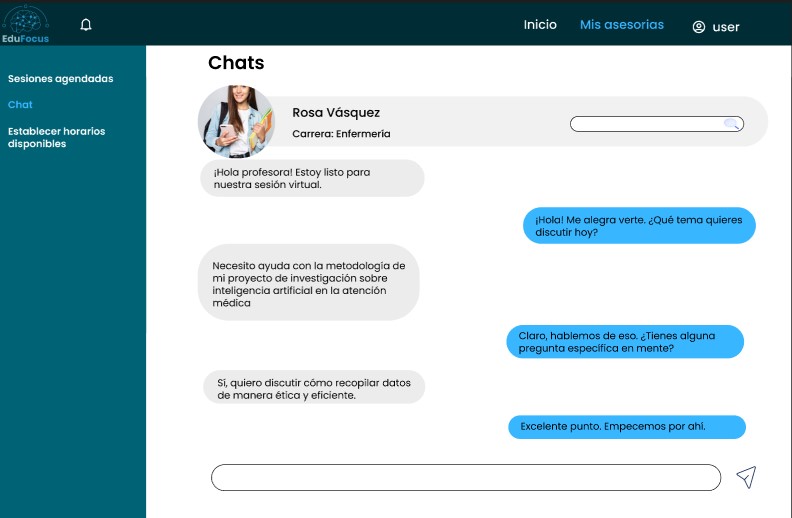 EduFocus
Inicio
Mis asesorias
user
Sesiones agendadas
Chat
Establecer horarios
disponibles
Chats
Rosa Vásquez
Carrera: Enfermería
¡Hola profesora! Estoy listo para
nuestra sesión virtual.
¡Hola! Me alegra verte. ¿Qué tema quieres
discutir hoy?
Necesito ayuda con la metodología de
mi proyecto de investigación sobre
inteligencia artificial en la atención
médica
Claro, hablemos de eso. ¿Tienes alguna
pregunta específica en mente?
Sí, quiero discutir cómo recopilar datos
de manera ética y eficiente.
Excelente punto. Empecemos por ahí.